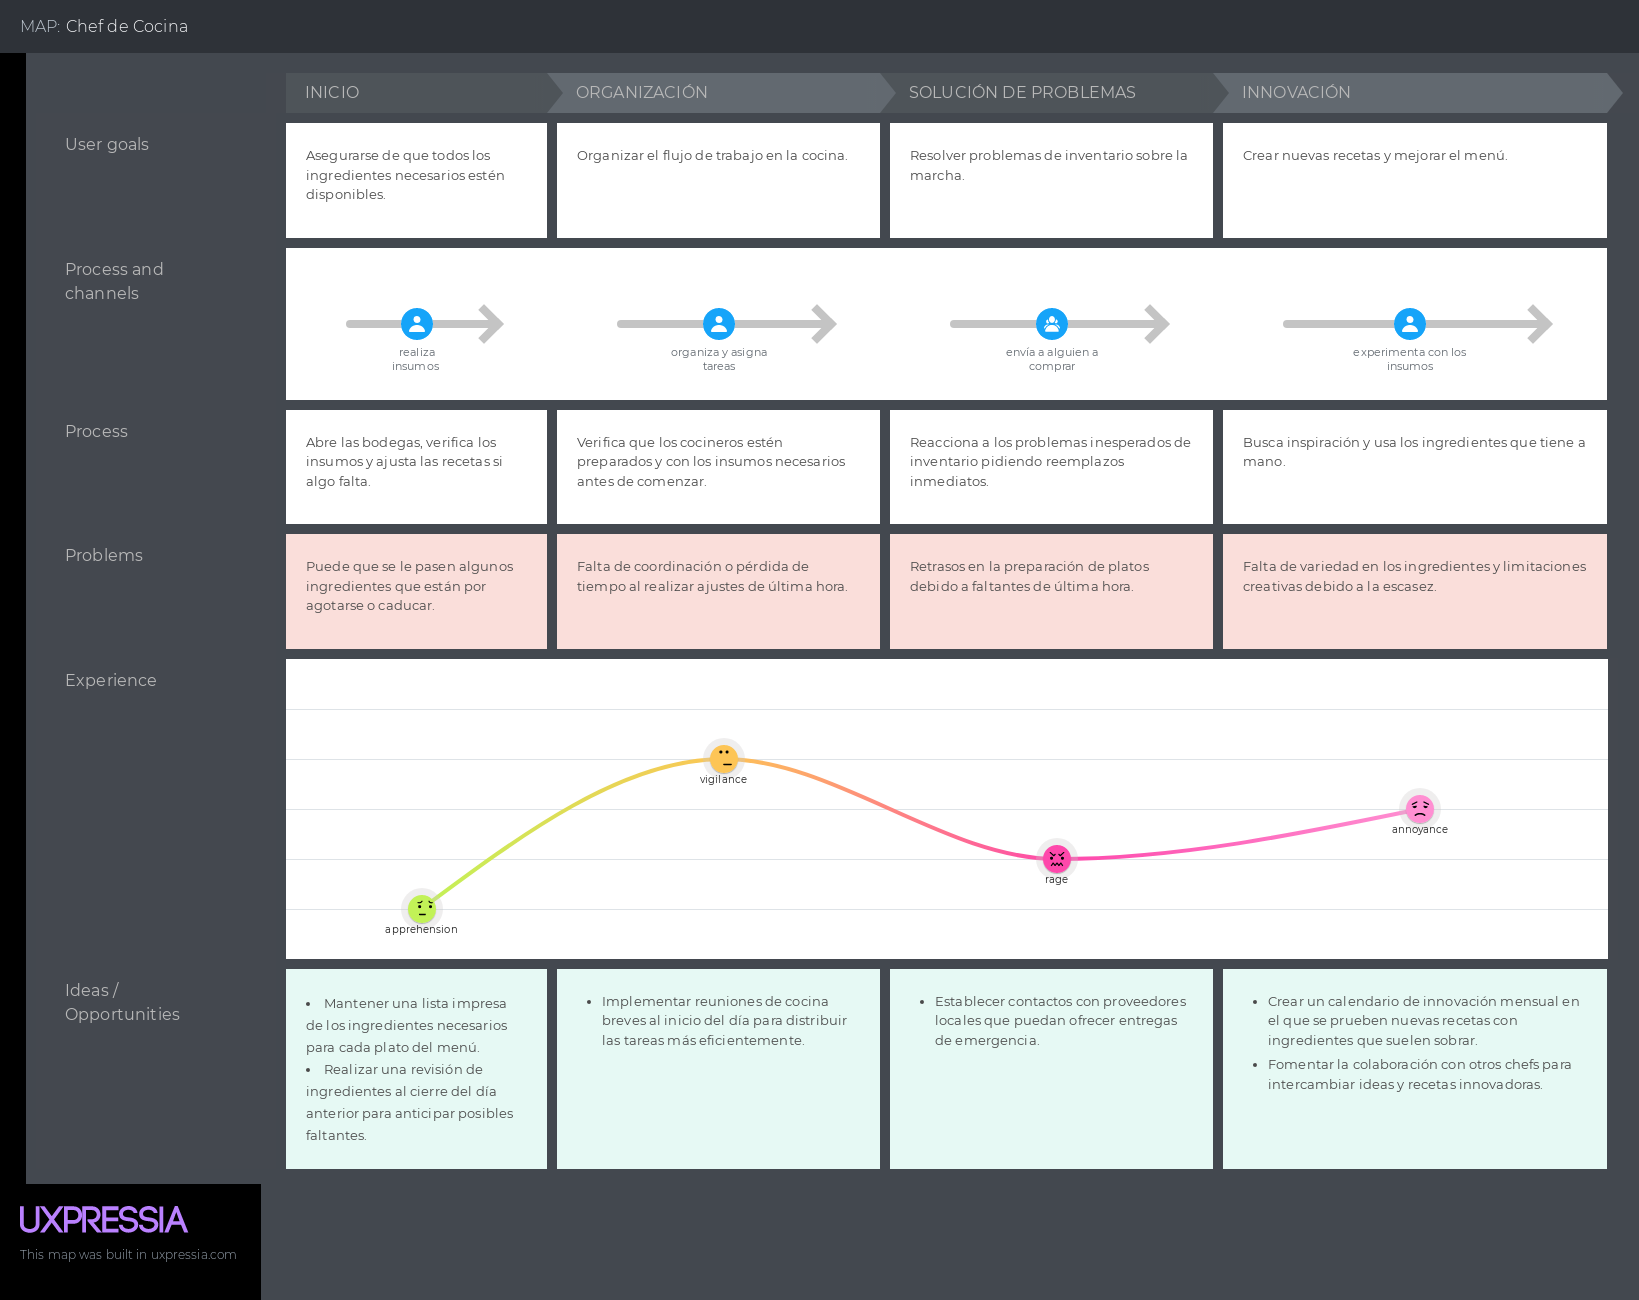 MAP: Chef de Cocina
INICIO
ORGANIZACIÓN
SOLUCIÓN DE PROBLEMAS
INNOVACIÓN
User goals
Asegurarse de que todos los
ingredientes necesarios estén
disponibles.
Organizar el flujo de trabajo en la cocina.
Resolver problemas de inventario sobre la
marcha.
Crear nuevas recetas y mejorar el menú.
Process and
channels
realiza
insumos
organiza y asigna
tareas
envía a alguien a
comprar
experimenta con los
insumos
Process
Abre las bodegas, verifica los
insumos y ajusta las recetas si
algo falta.
Verifica que los cocineros estén
preparados y con los insumos necesarios
antes de comenzar.
Reacciona a los problemas inesperados de
inventario pidiendo reemplazos
inmediatos.
Busca inspiración y usa los ingredientes que tiene a
mano.
Problems
Puede que se le pasen algunos
ingredientes que están por
agotarse o caducar.
Falta de coordinación o pérdida de
tiempo al realizar ajustes de última hora.
Retrasos en la preparación de platos
debido a faltantes de última hora.
Falta de variedad en los ingredientes y limitaciones
creativas debido a la escasez.
Experience
apprehension
vigilance
rage
annoyance
Ideas /
Opportunities
• Mantener una lista impresa
de los ingredientes necesarios
para cada plato del menú.
• Realizar una revisión de
ingredientes al cierre del día
anterior para anticipar posibles
faltantes.
• Implementar reuniones de cocina
breves al inicio del día para distribuir
las tareas más eficientemente.
• Establecer contactos con proveedores
locales que puedan ofrecer entregas
de emergencia.
• Crear un calendario de innovación mensual en
el que se prueben nuevas recetas con
ingredientes que suelen sobrar.
• Fomentar la colaboración con otros chefs para
intercambiar ideas y recetas innovadoras.
UXPRESSIA
This map was built in uxpressia.com